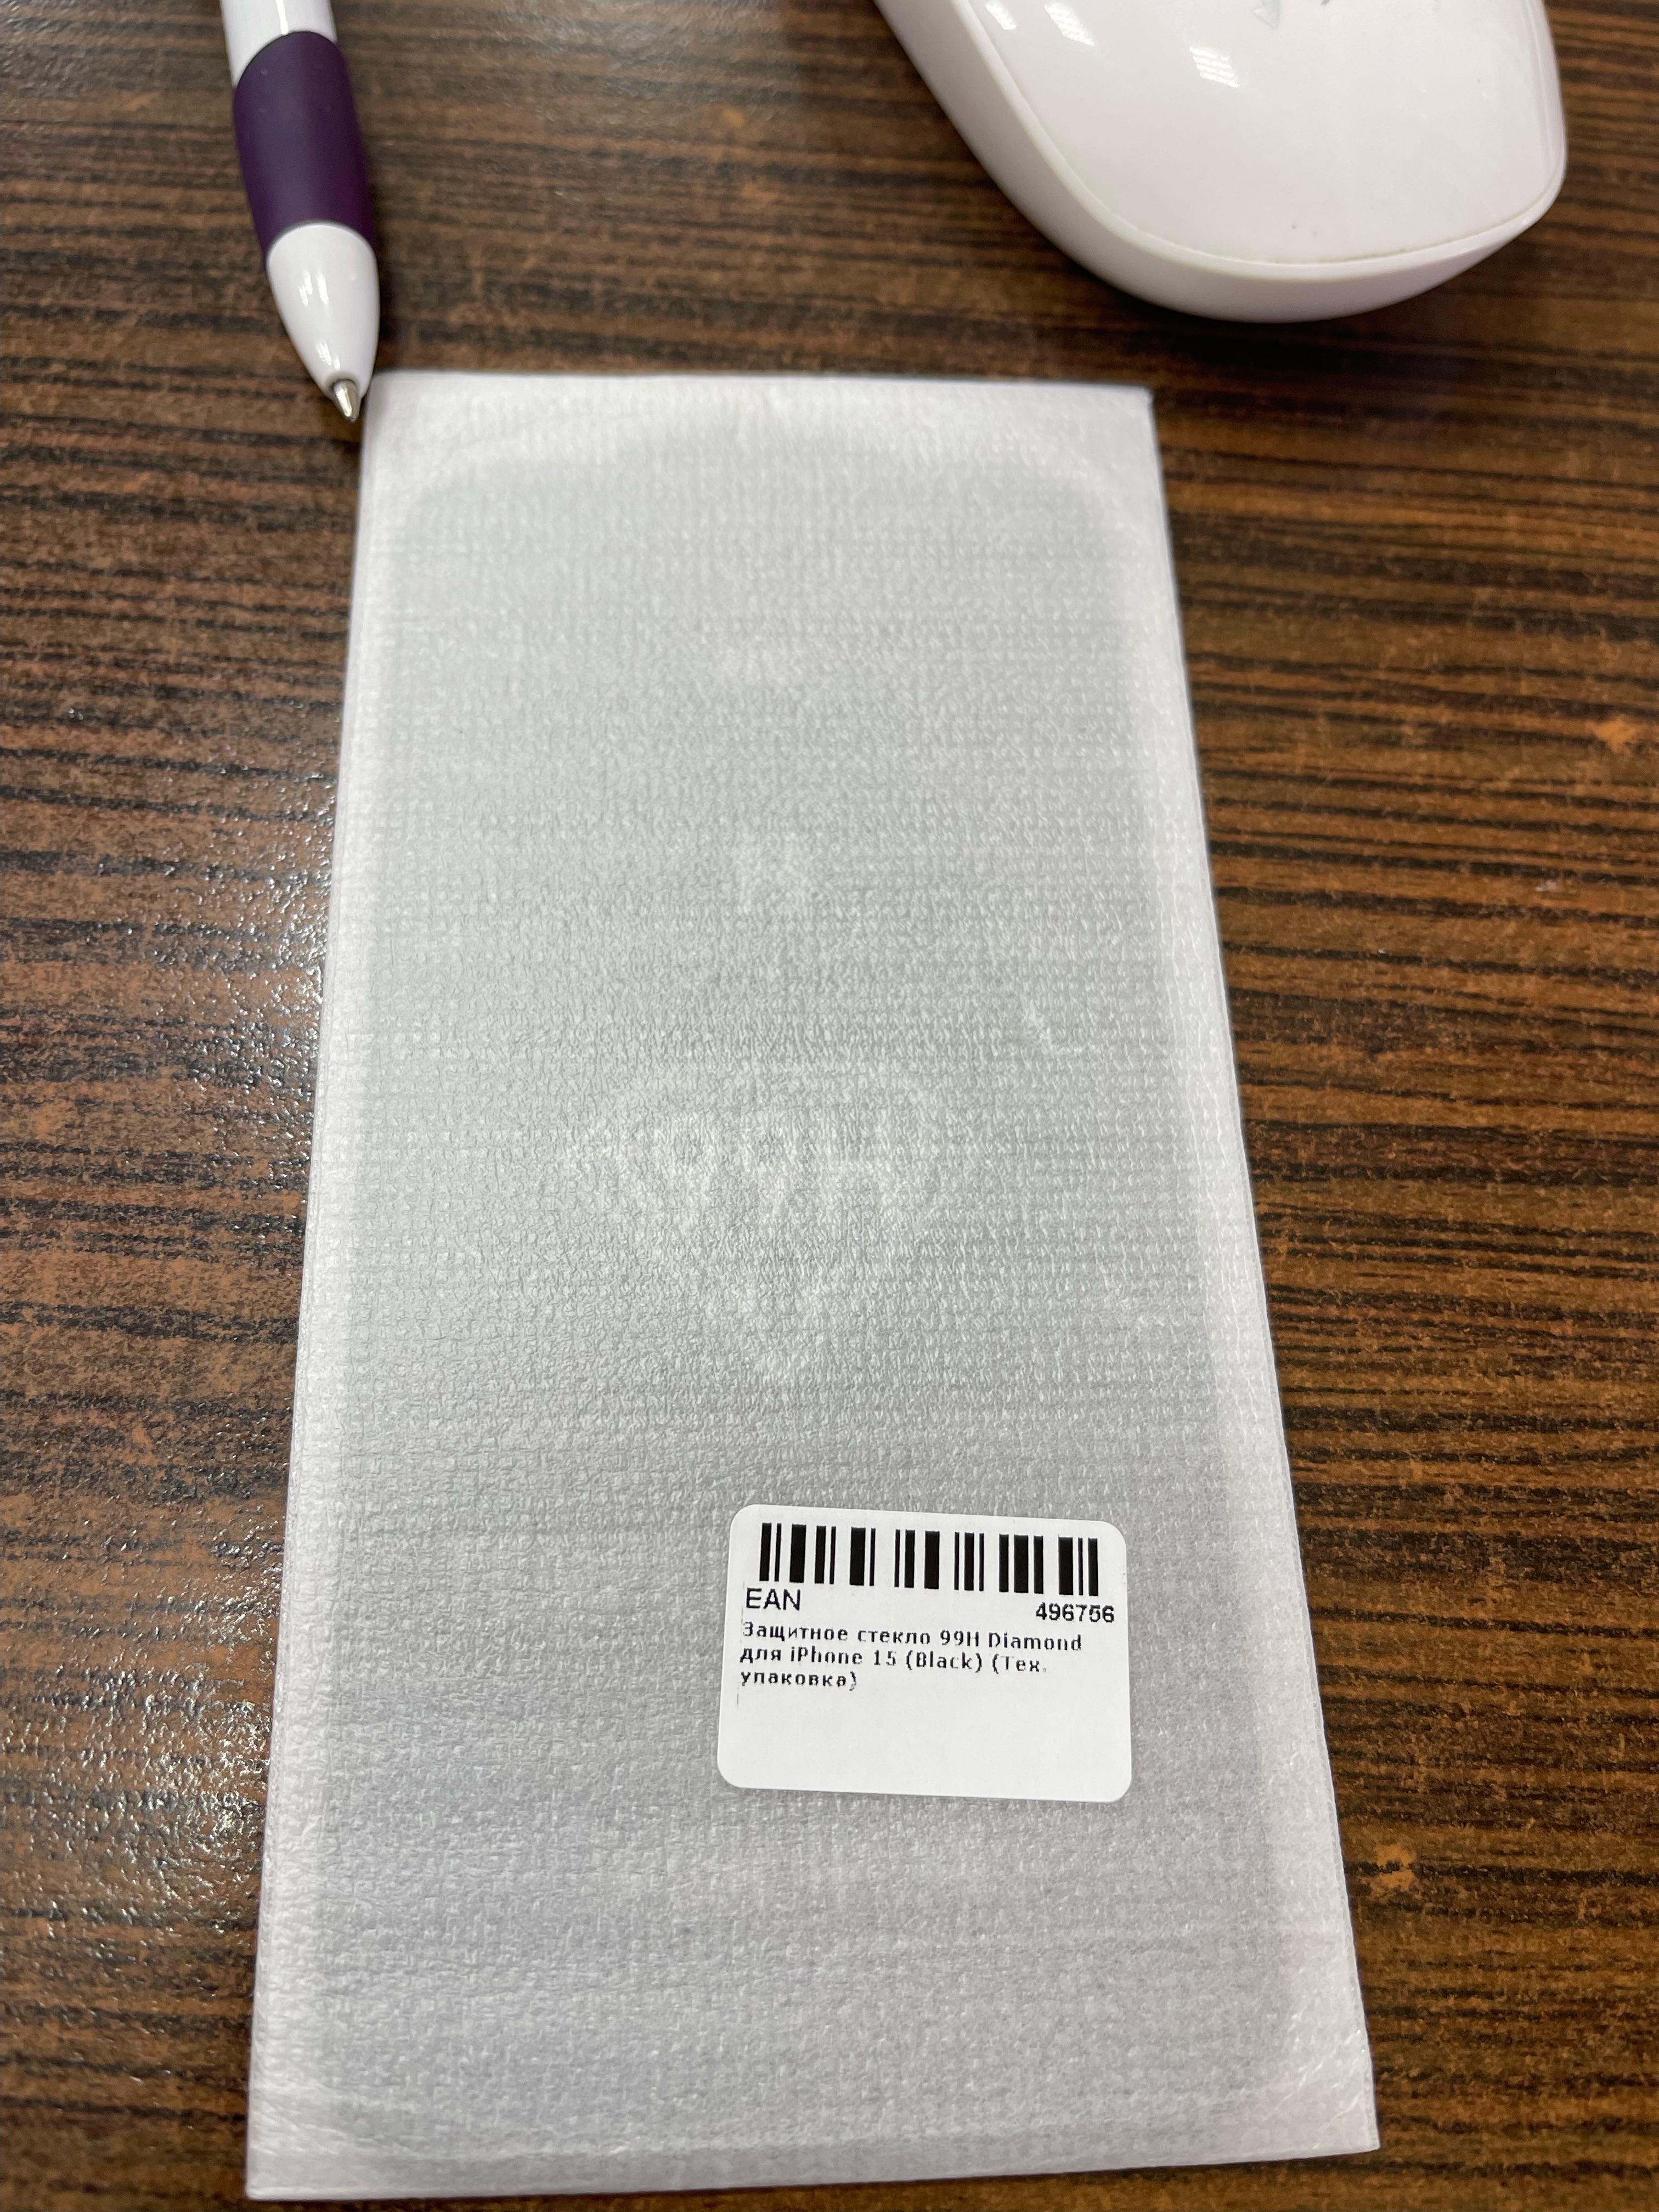 EAN 496756
Защитное стекло 99H Diamond
для iPhone 15 (Black) (Тех.
упаковка)